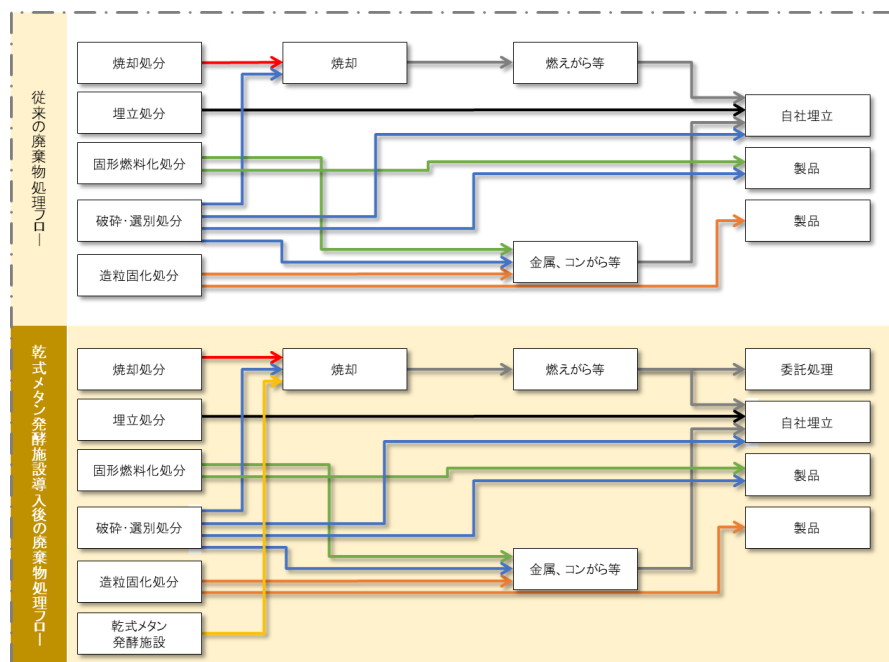 従来の廃棄物処理フロー
焼却処分
焼却
燃えがら等
埋立処分
自社埋立
固形燃料化処分
製品
破砕・選別処分
製品
金属、コンがら等
造粒固化処分
乾式メタン発酵施設導入後の廃棄物処理フロー
焼却処分
焼却
燃えがら等
委託処理
埋立処分
自社埋立
固形燃料化処分
製品
破砕・選別処分
製品
金属、コンがら等
造粒固化処分
乾式メタン
発酵施設